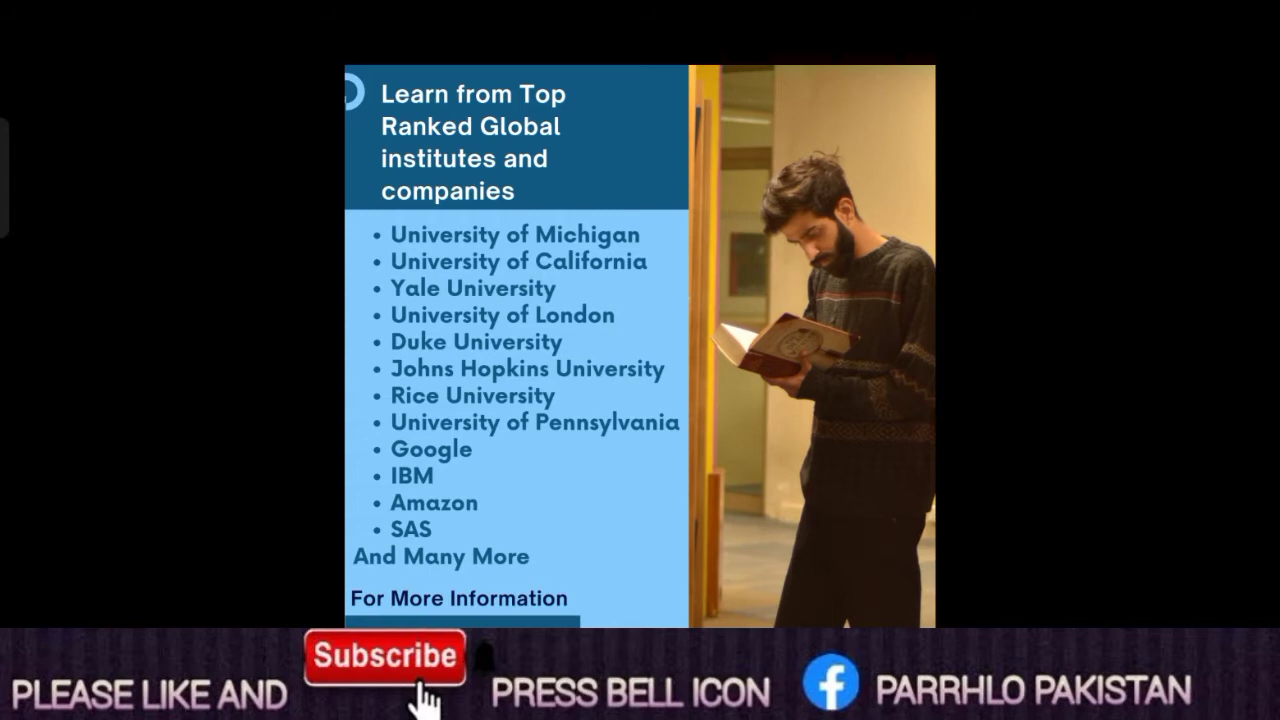 Learn from Top
Ranked Global
institutes and
companies
• University of Michigan
• University of California
• Yale University
• University of London
• Duke University
• Johns Hopkins University
• Rice University
• University of Pennsylvania
• Google
• IBM
• Amazon
• SAS
And Many More
For More Information
Subscribe
PLEASE LIKE AND PRESS BELL ICON PARRHLO PAKISTAN